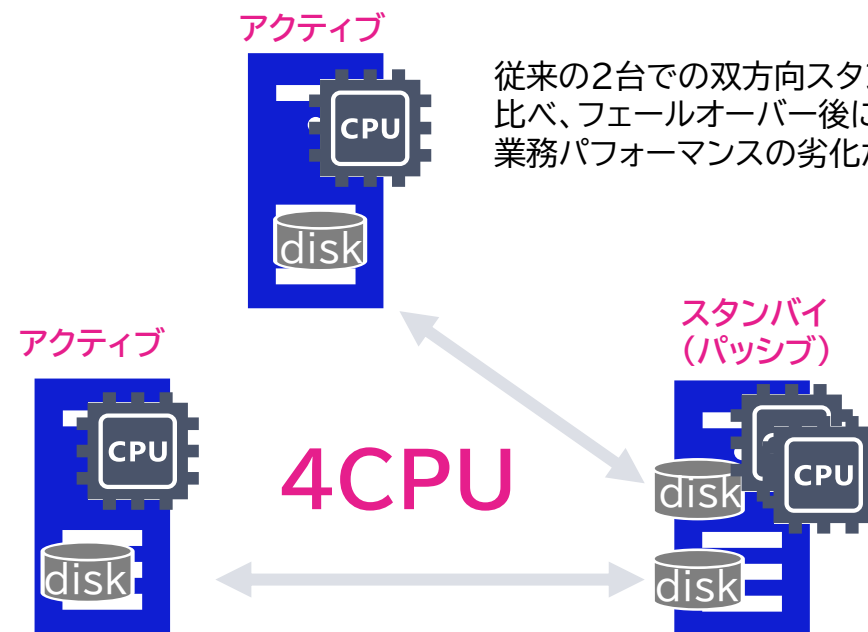 アクティブ
従来の2台での双方向スタン
比べ、フェールオーバー後に
業務パフォーマンスの劣化
CPU
disk
アクティブ
スタンバイ
（パッシブ）
CPU
4CPU
CPU
disk
disk
disk